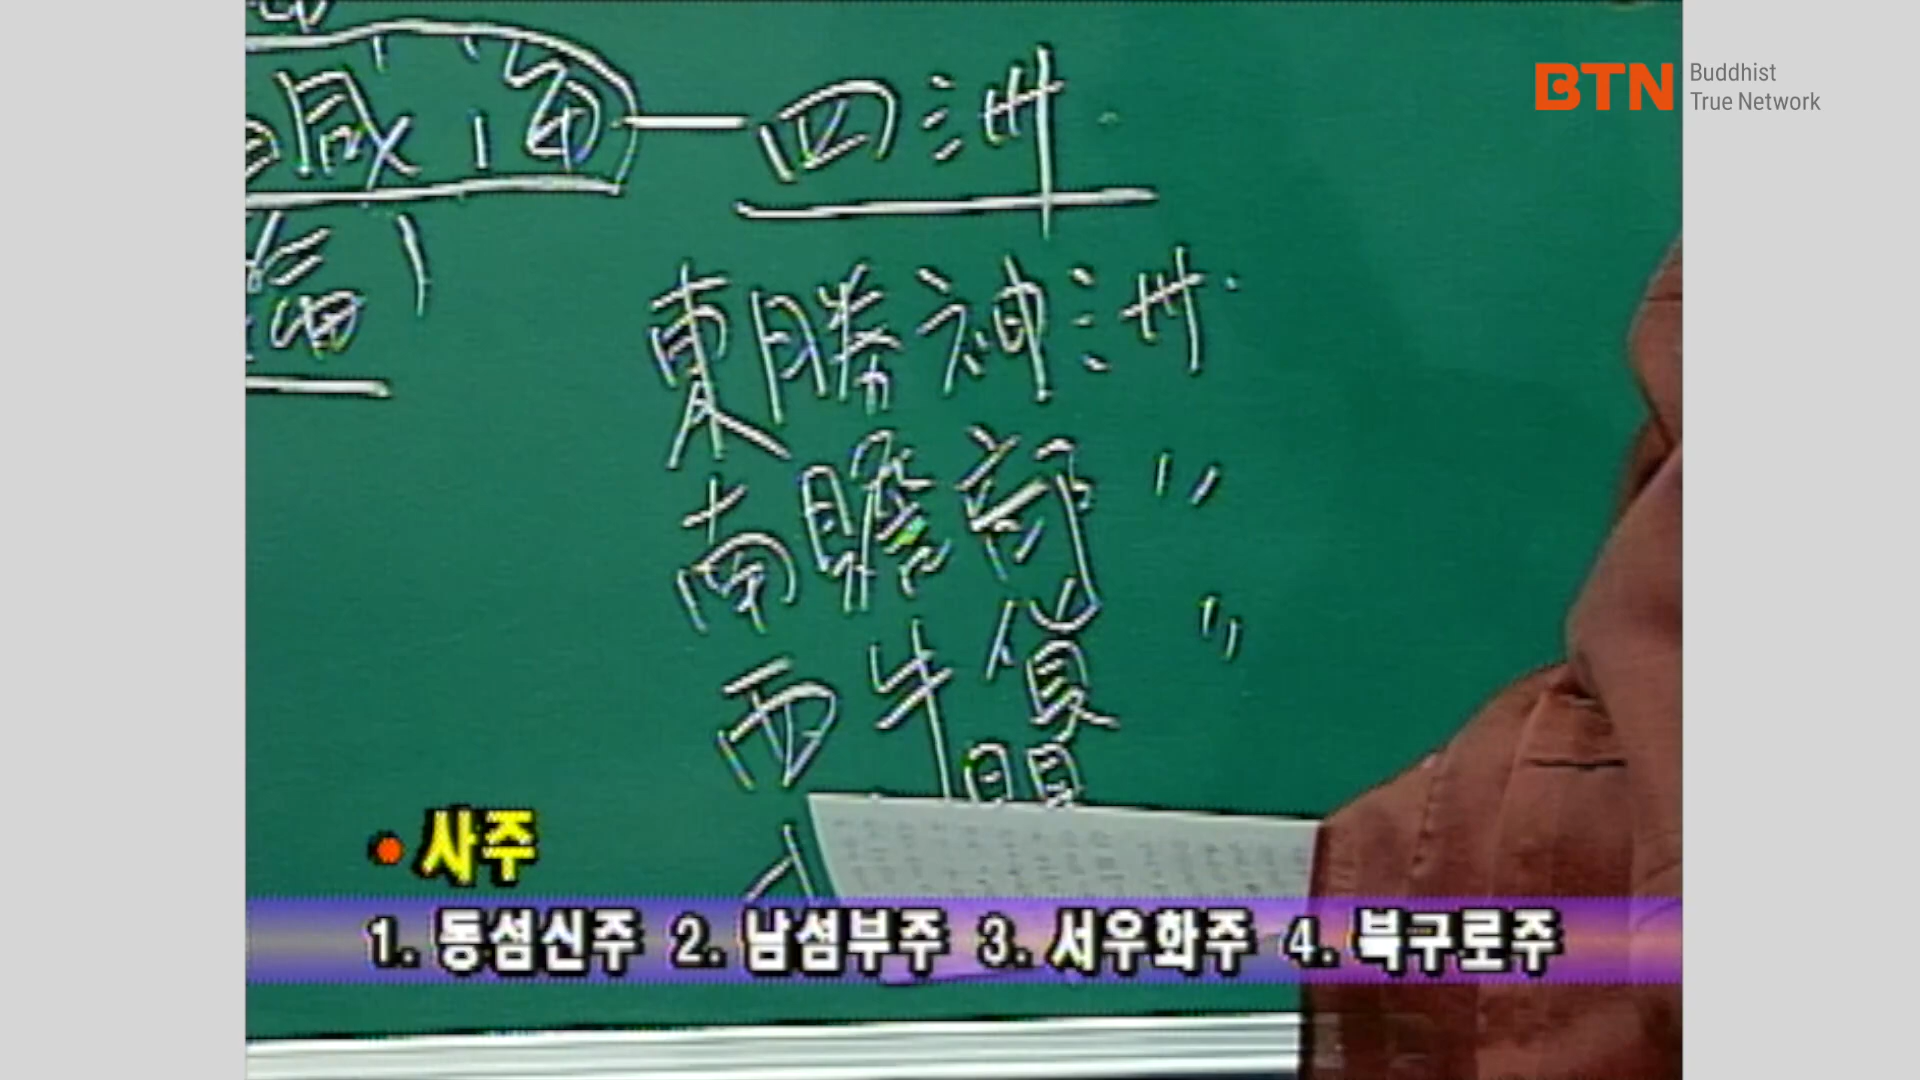 BTN Buddhist
True Network
鹹海 — 四洲
東勝神洲
南贍部 〃
西牛貨 〃
• 사주
1. 동섬신주 2. 남섬부주 3. 서우화주 4. 북구로주